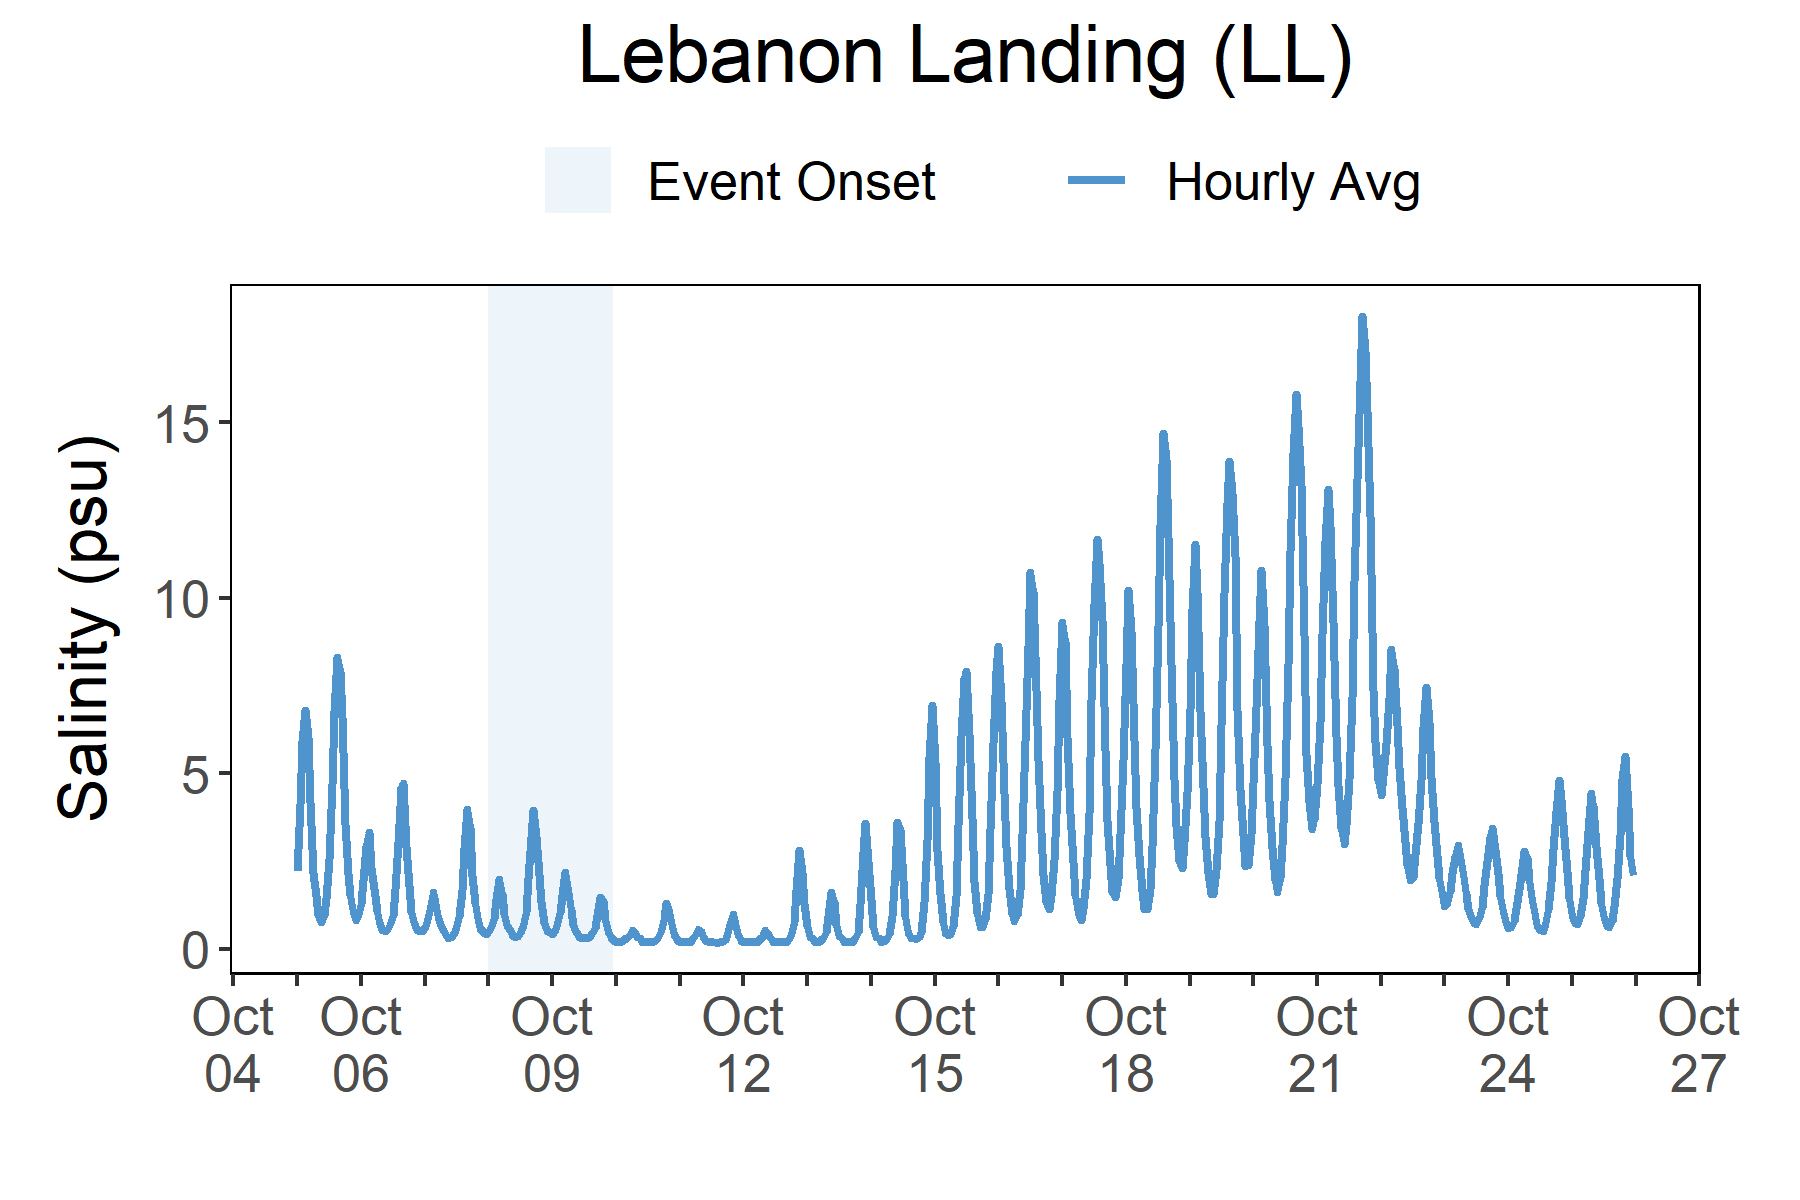 Lebanon Landing (LL)
Event Onset
Hourly Avg
Salinity (psu)
15
10
5
0
Oct Oct Oct Oct Oct Oct Oct Oct Oct
04 06 09 12 15 18 21 24 27